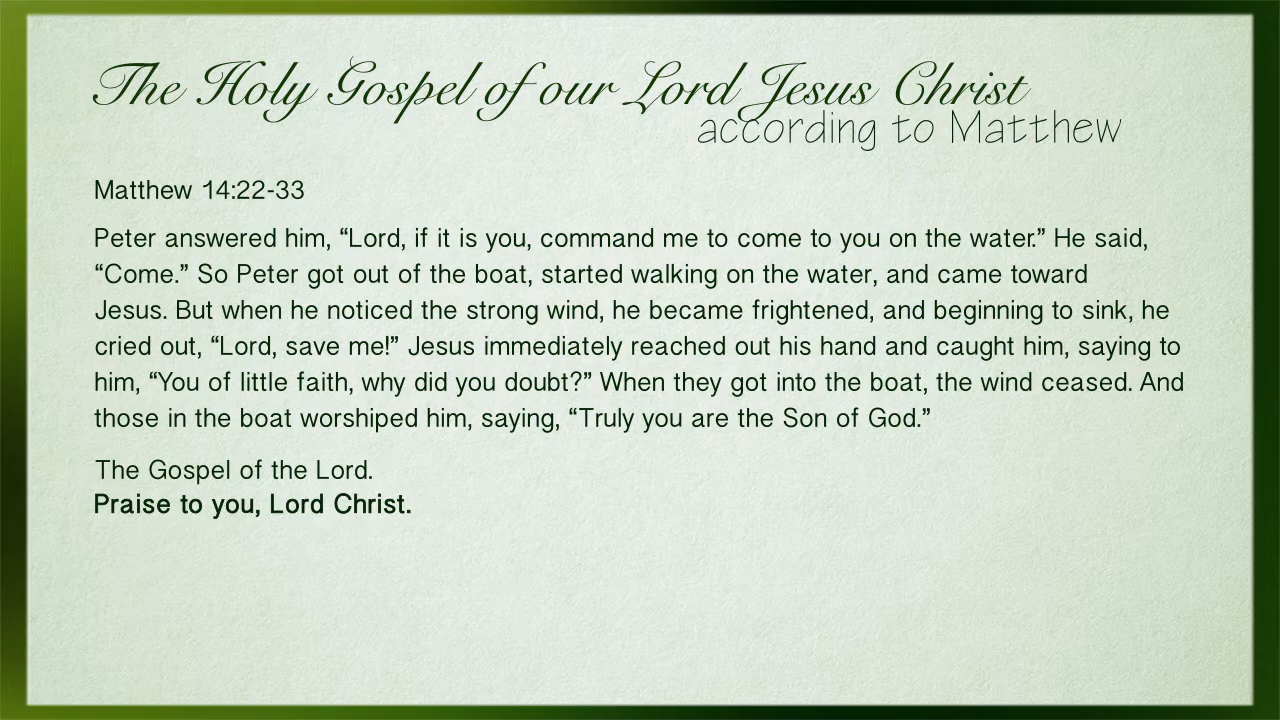 The Holy Gospel of our Lord Jesus Christ
according to Matthew
Matthew 14:22-33
Peter answered him, “Lord, if it is you, command me to come to you on the water.” He said,
“Come.” So Peter got out of the boat, started walking on the water, and came toward
Jesus. But when he noticed the strong wind, he became frightened, and beginning to sink, he
cried out, “Lord, save me!” Jesus immediately reached out his hand and caught him, saying to
him, “You of little faith, why did you doubt?” When they got into the boat, the wind ceased. And
those in the boat worshiped him, saying, “Truly you are the Son of God.”
The Gospel of the Lord.
Praise to you, Lord Christ.